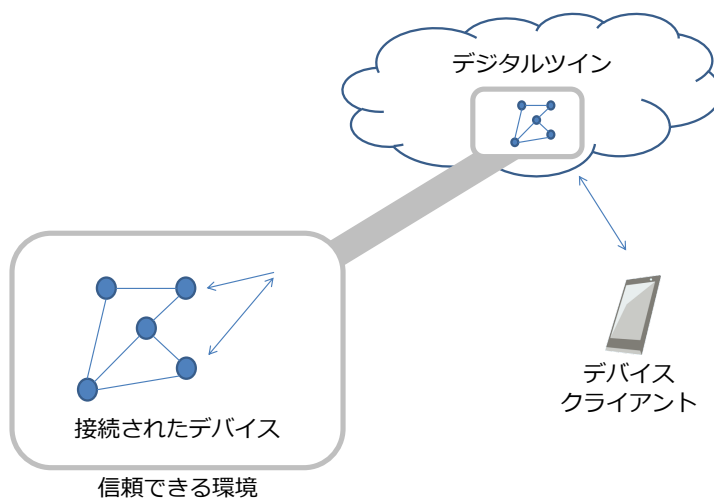 デジタルツイン
デバイス
クライアント
接続されたデバイス
信頼できる環境